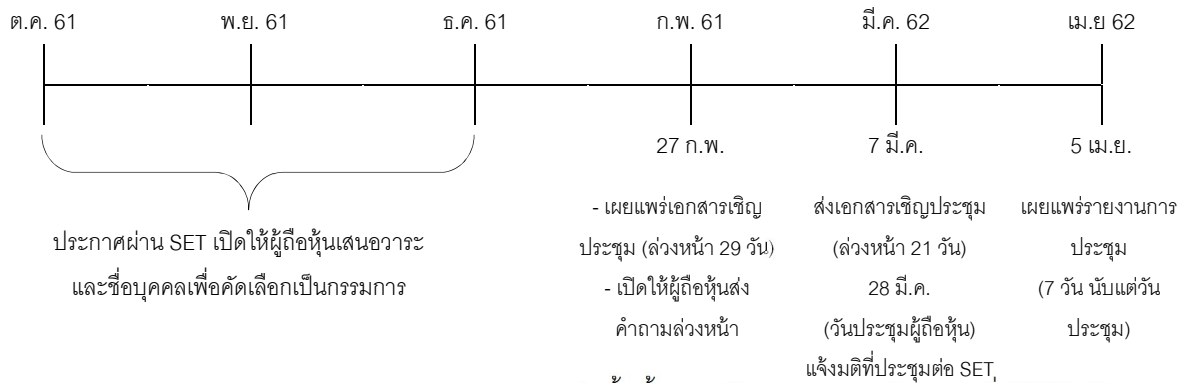 ต.ค. 61 พ.ย. 61 ธ.ค. 61 ก.พ. 61 มี.ค. 62 เม.ย 62
27 ก.พ. 7 มี.ค. 5 เม.ย.
ประกาศผ่าน SET เปิดให้ผู้ถือหุ้นเสนอวาระ
และชื่อบุคคลเพื่อคัดเลือกเป็นกรรมการ
- เผยแพร่เอกสารเชิญ
ประชุม (ล่วงหน้า 29 วัน)
- เปิดให้ผู้ถือหุ้นส่ง
คำถามล่วงหน้า
ส่งเอกสารเชิญประชุม
(ล่วงหน้า 21 วัน)
28 มี.ค.
(วันประชุมผู้ถือหุ้น)
แจ้งมติที่ประชุมต่อ SET
เผยแพร่รายงานการ
ประชุม
(7 วัน นับแต่วัน
ประชุม)